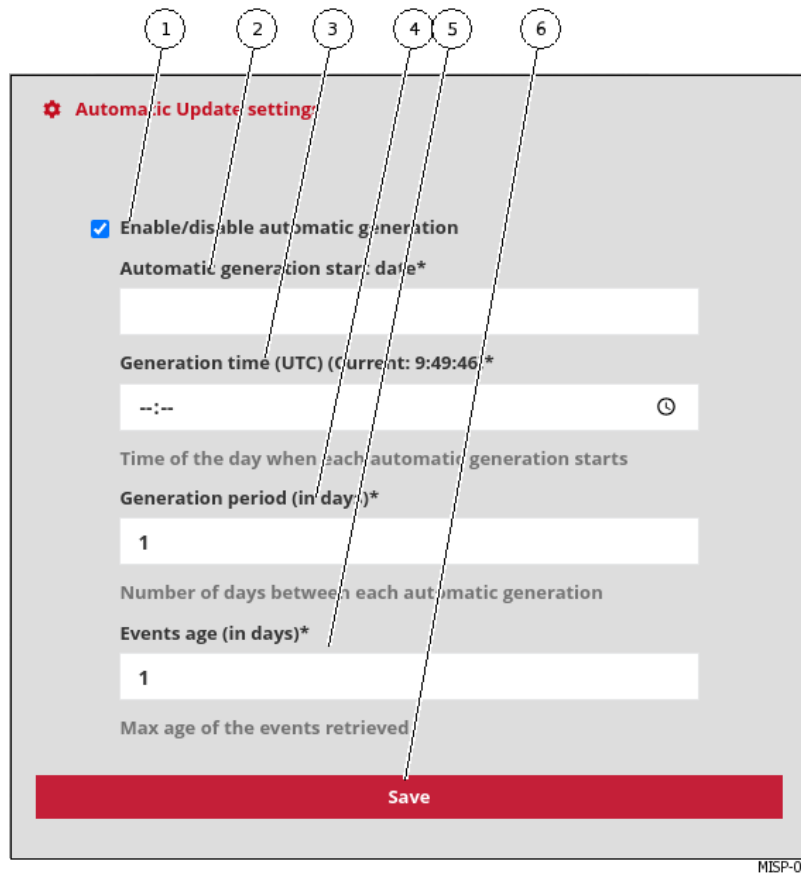 1 2 3 4 5 6
Automatic Update settings
Enable/disable automatic generation
Automatic generation start date*
Generation time (UTC) (Current: 9:49:46)*
--:--
Time of the day when each automatic generation starts
Generation period (in days)*
1
Number of days between each automatic generation
Events age (in days)*
1
Max age of the events retrieved
Save
MISP-0